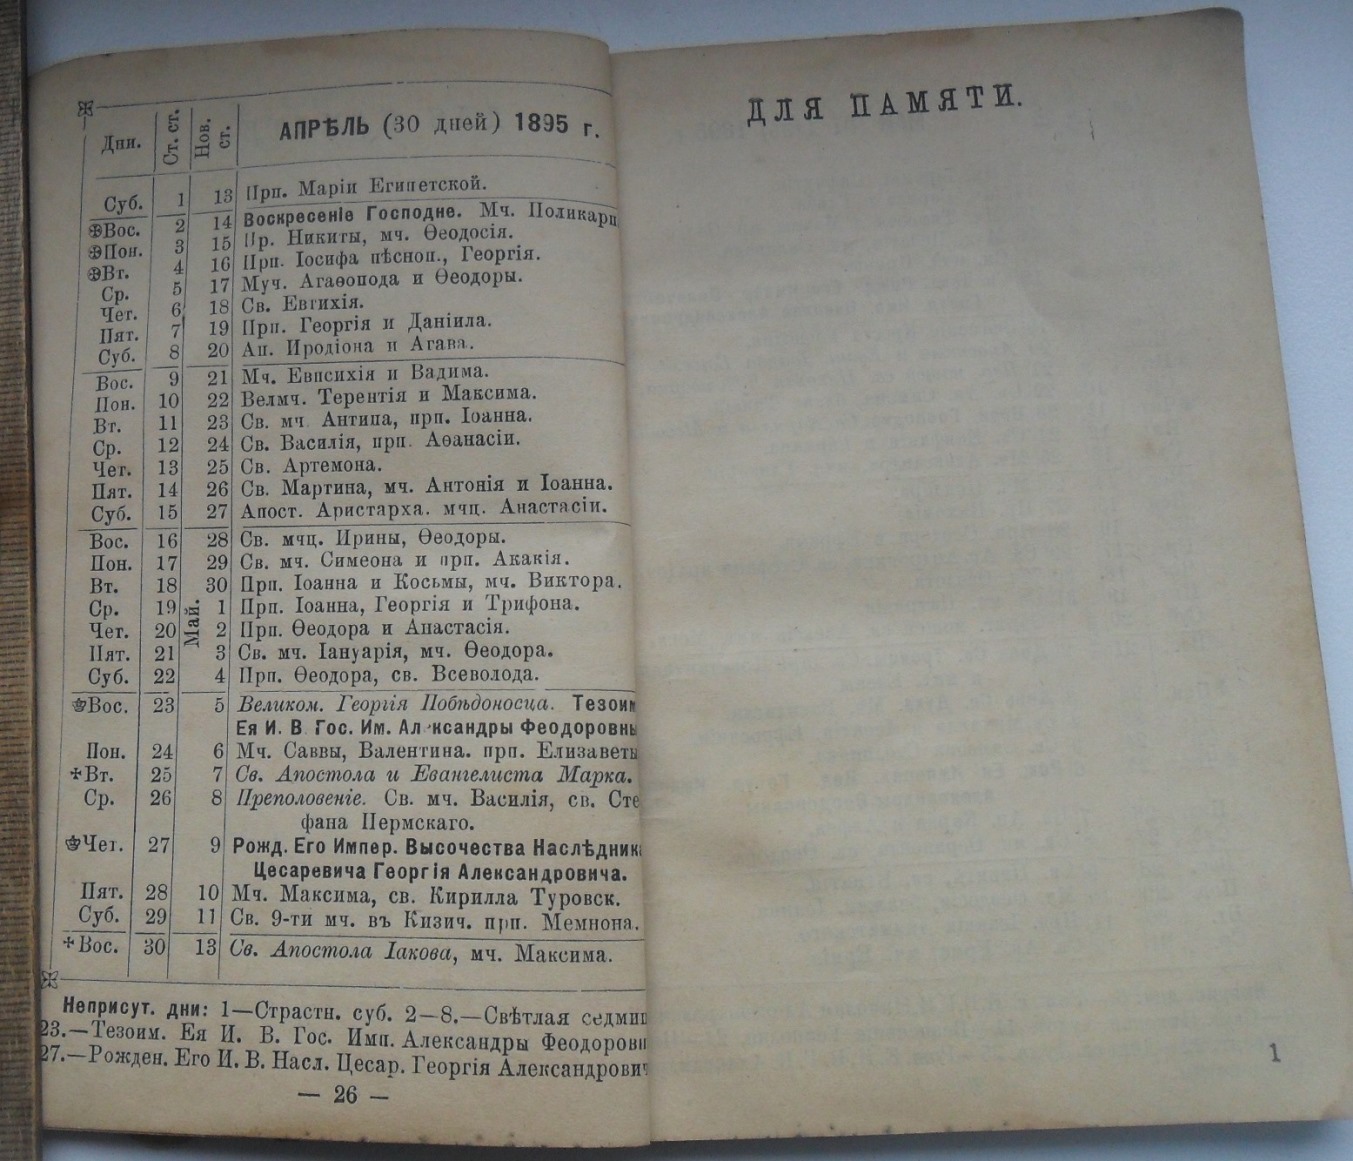 Дни.
Ст. ст.
Нов. ст.
АПРѢЛЬ (30 дней) 1895 г.
Суб. 1 13 Прп. Маріи Египетской.
Вос. 2 14 Воскресеніе Господне. Мч. Поликарп
Пон. 3 15 Пр. Никиты, мч. Ѳеодосія.
Вт. 4 16 Прп. Іосифа пѣсноп., Георгія.
Ср. 5 17 Муч. Агаѳопода и Ѳеодоры.
Чет. 6 18 Св. Евтихія.
Пят. 7 19 Прп. Георгія и Даніила.
Суб. 8 20 Ап. Иродіона и Агава.
Вос. 9 21 Мч. Евпсихія и Вадима.
Пон. 10 22 Велмч. Терентія и Максима.
Вт. 11 23 Св. мч. Антипа, прп. Іоанна.
Ср. 12 24 Св. Василія, прп. Аѳанасіи.
Чет. 13 25 Св. Артемона.
Пят. 14 26 Св. Мартина, мч. Антонія и Іоанна.
Суб. 15 27 Апост. Аристарха. мчц. Анастасіи.
Вос. 16 28 Св. мчц. Ирины, Ѳеодоры.
Пон. 17 29 Св. мч. Симеона и прп. Акакія.
Вт. 18 30 Прп. Іоанна и Косьмы, мч. Виктора.
Ср. 19 Май. 1 Прп. Іоанна, Георгія и Трифона.
Чет. 20 2 Прп. Ѳеодора и Анастасія.
Пят. 21 3 Св. мч. Іануарія, мч. Ѳеодора.
Суб. 22 4 Прп. Ѳеодора, св. Всеволода.
Вос. 23 5 Великом. Георгія Побѣдоносца. Тезоим
Ея И. В. Гос. Им. Александры Феодоровны
Пон. 24 6 Мч. Саввы, Валентина. прп. Елизаветы
Вт. 25 7 Св. Апостола и Евангелиста Марка.
Ср. 26 8 Преполовеніе. Св. мч. Василія, св. Сте
фана Пермскаго.
Чет. 27 9 Рожд. Его Импер. Высочества Наслѣдника
Цесаревича Георгія Александровича.
Пят. 28 10 Мч. Максима, св. Кирилла Туровск.
Суб. 29 11 Св. 9-ти мч. въ Кизич. прп. Мемнона.
Вос. 30 13 Св. Апостола Іакова, мч. Максима.
Неприсут. дни: 1—Страстн. суб. 2—8.—Свѣтлая седмиц
23.—Тезоим. Ея И. В. Гос. Имп. Александры Феодоровн
27.—Рожден. Его И. В. Насл. Цесар. Георгія Александрович
— 26 —
ДЛЯ ПАМЯТИ.
1